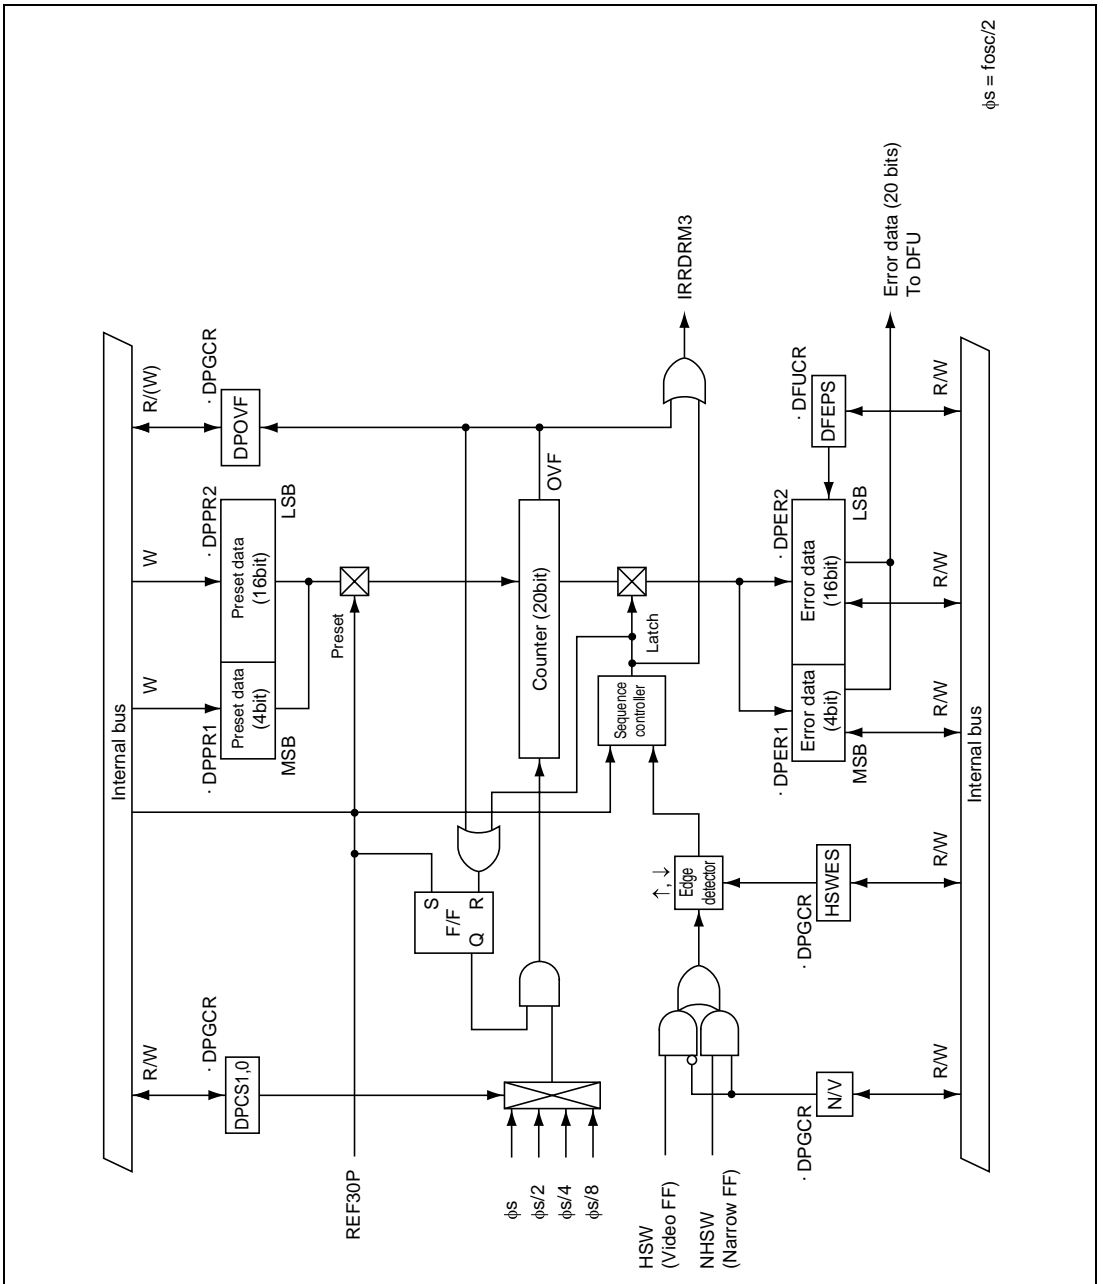 Internal bus
R/W
W
W
R/(W)
· DPGCR
DPCS1,0
· DPPR1
· DPPR2
Preset data
(4bit)
Preset data
(16bit)
MSB
LSB
· DPGCR
DPOVF
REF30P
Preset
S
F/F
Q
R
φs
φs/2
φs/4
φs/8
Counter (20bit)
OVF
HSW
(Video FF)
NHSW
(Narrow FF)
↑, ↓
Edge
detector
Sequence
controller
Latch
IRRDRM3
· DPGCR
N/V
· DPGCR
HSWES
· DPER1
· DPER2
Error data
(4bit)
Error data
(16bit)
MSB
LSB
· DFUCR
DFEPS
Error data (20 bits)
To DFU
R/W
R/W
R/W
R/W
R/W
Internal bus
φs = fosc/2